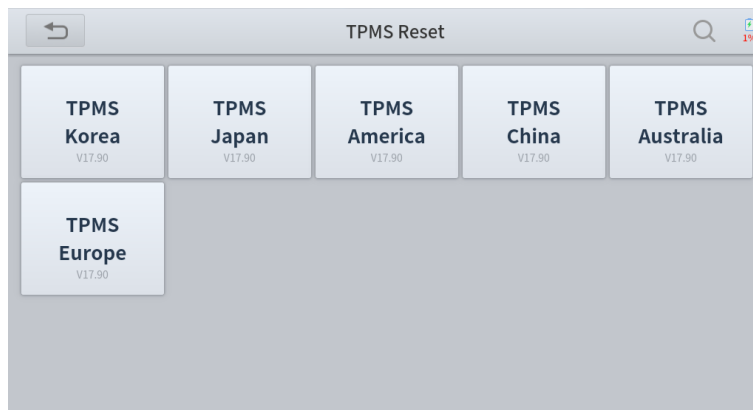 TPMS Reset
1%
TPMS
Korea
V17.90
TPMS
Japan
V17.90
TPMS
America
V17.90
TPMS
China
V17.90
TPMS
Australia
V17.90
TPMS
Europe
V17.90